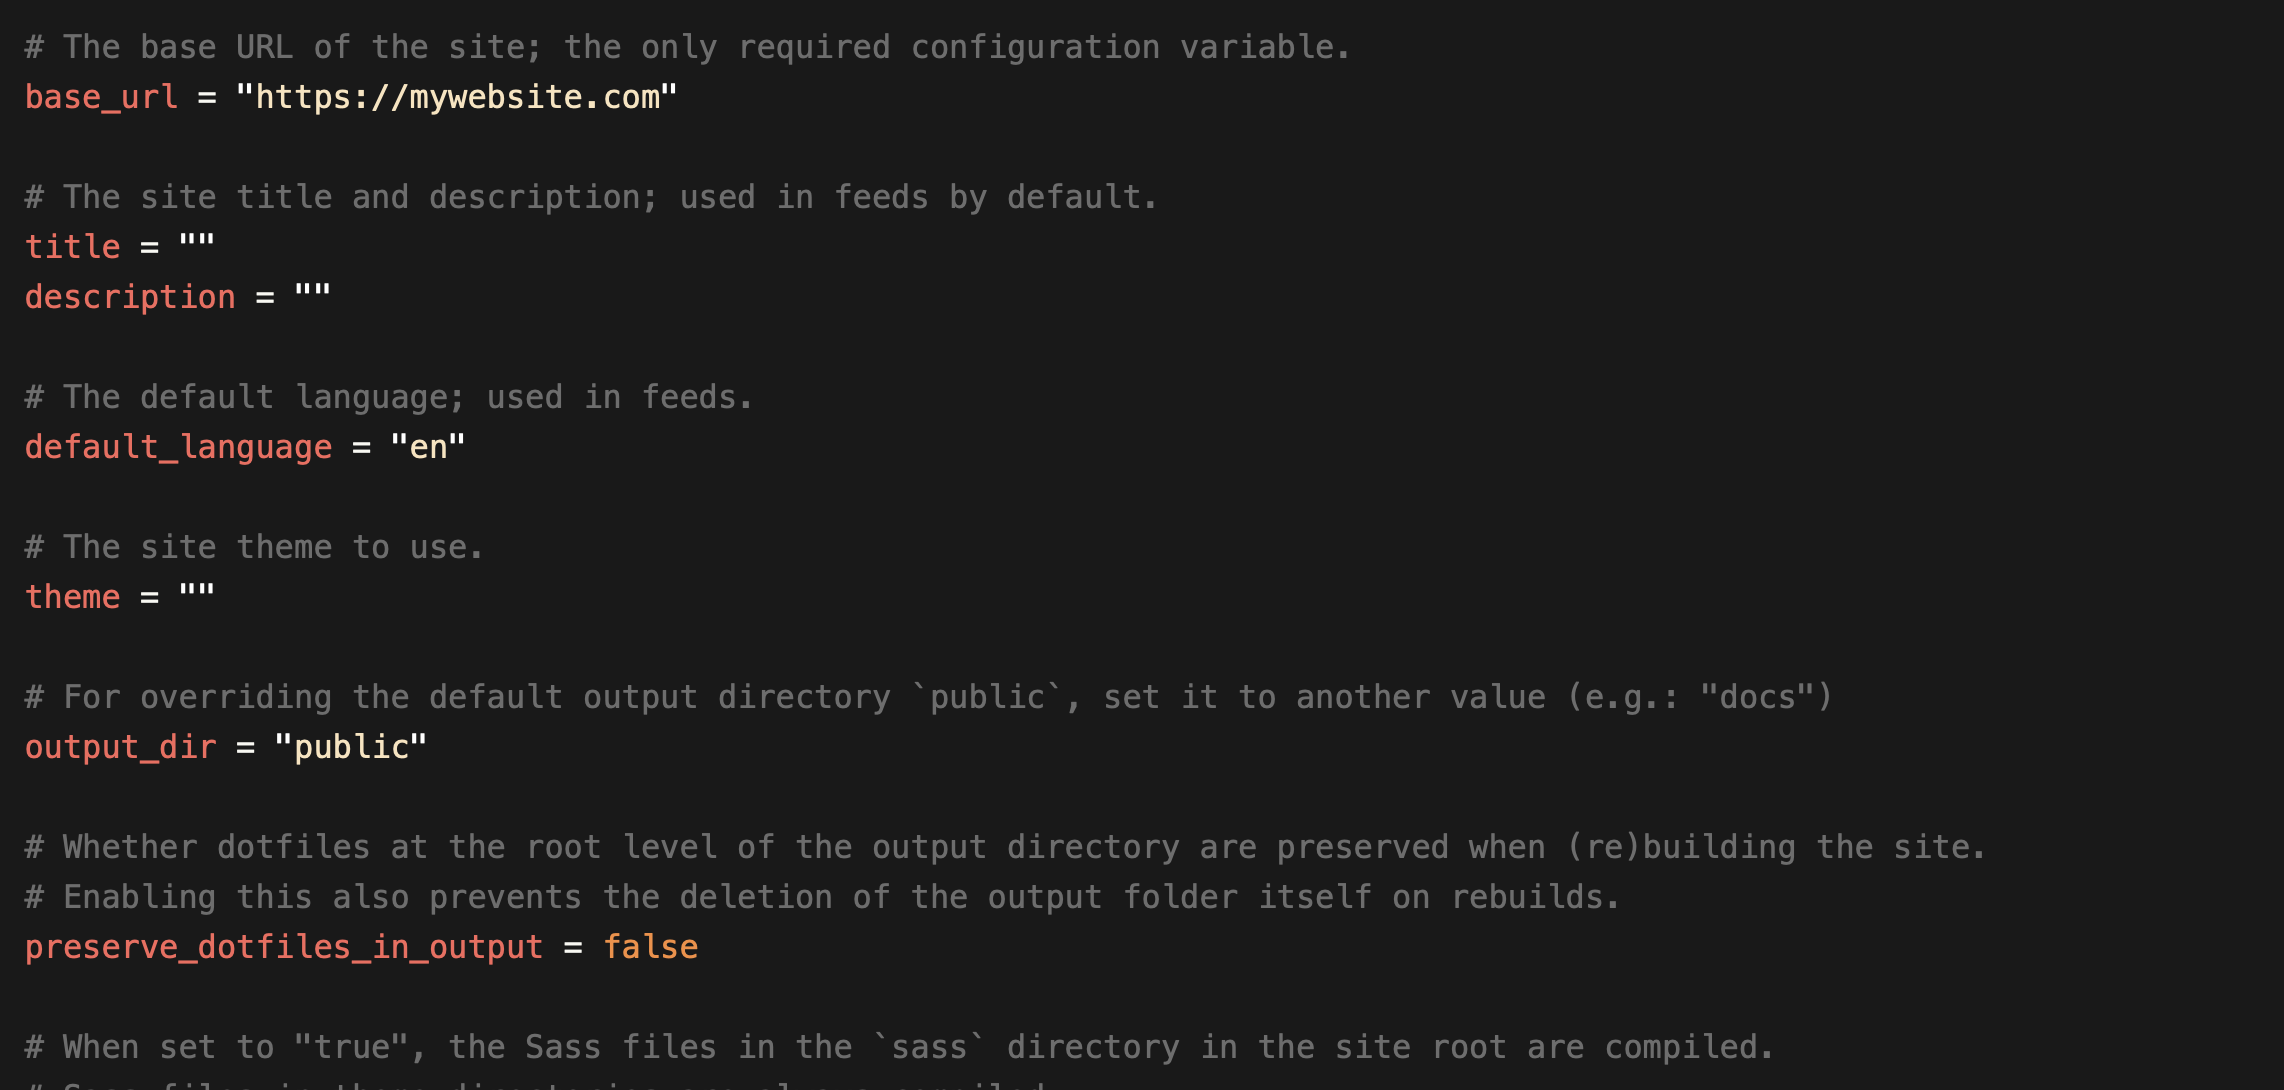 # The base URL of the site; the only required configuration variable.
base_url = "https://mywebsite.com"
# The site title and description; used in feeds by default.
title = ""
description = ""
# The default language; used in feeds.
default_language = "en"
# The site theme to use.
theme = ""
# For overriding the default output directory `public`, set it to another value (e.g.: "docs")
output_dir = "public"
# Whether dotfiles at the root level of the output directory are preserved when (re)building the site.
# Enabling this also prevents the deletion of the output folder itself on rebuilds.
preserve_dotfiles_in_output = false
# When set to "true", the Sass files in the `sass` directory in the site root are compiled.